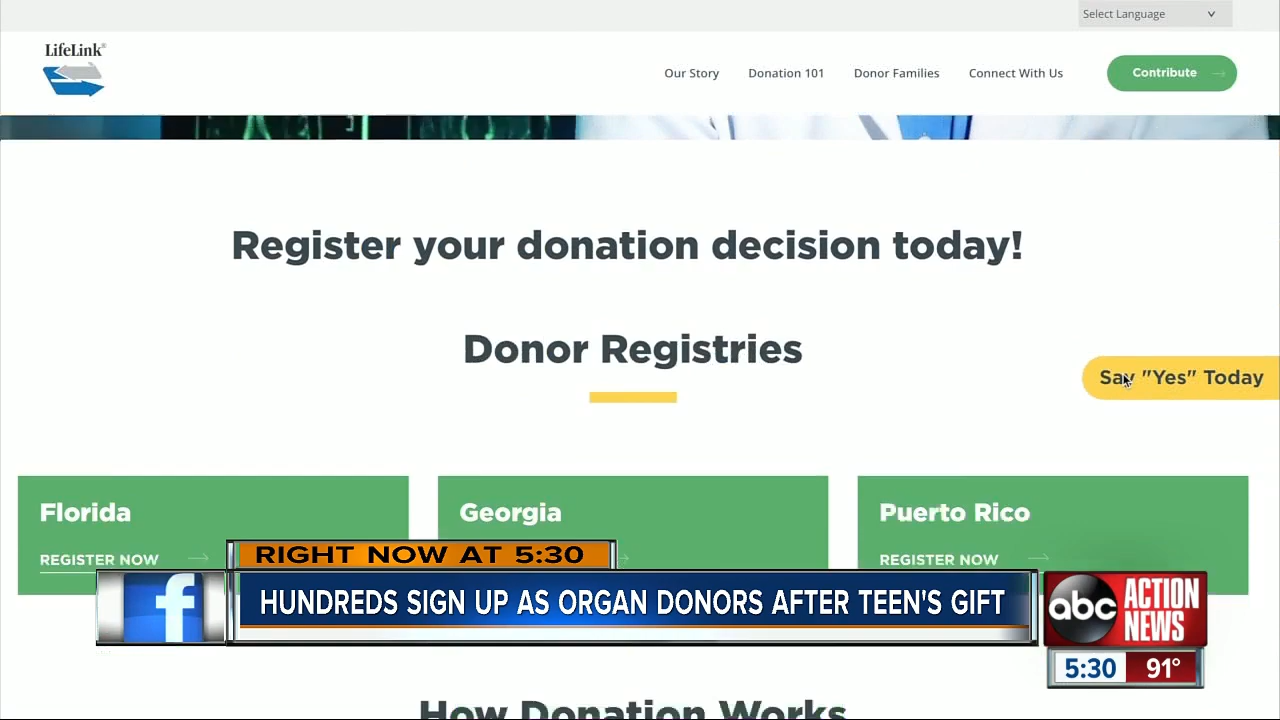 Select Language
LifeLink®
Our Story
Donation 101
Donor Families
Connect With Us
Contribute
Register your donation decision today!
Donor Registries
Say "Yes" Today
Florida
Georgia
Puerto Rico
REGISTER NOW
REGISTER NOW
RIGHT NOW AT 5:30
f
HUNDREDS SIGN UP AS ORGAN DONORS AFTER TEEN'S GIFT
abc
ACTION
NEWS
5:30
91°
How Donation Works